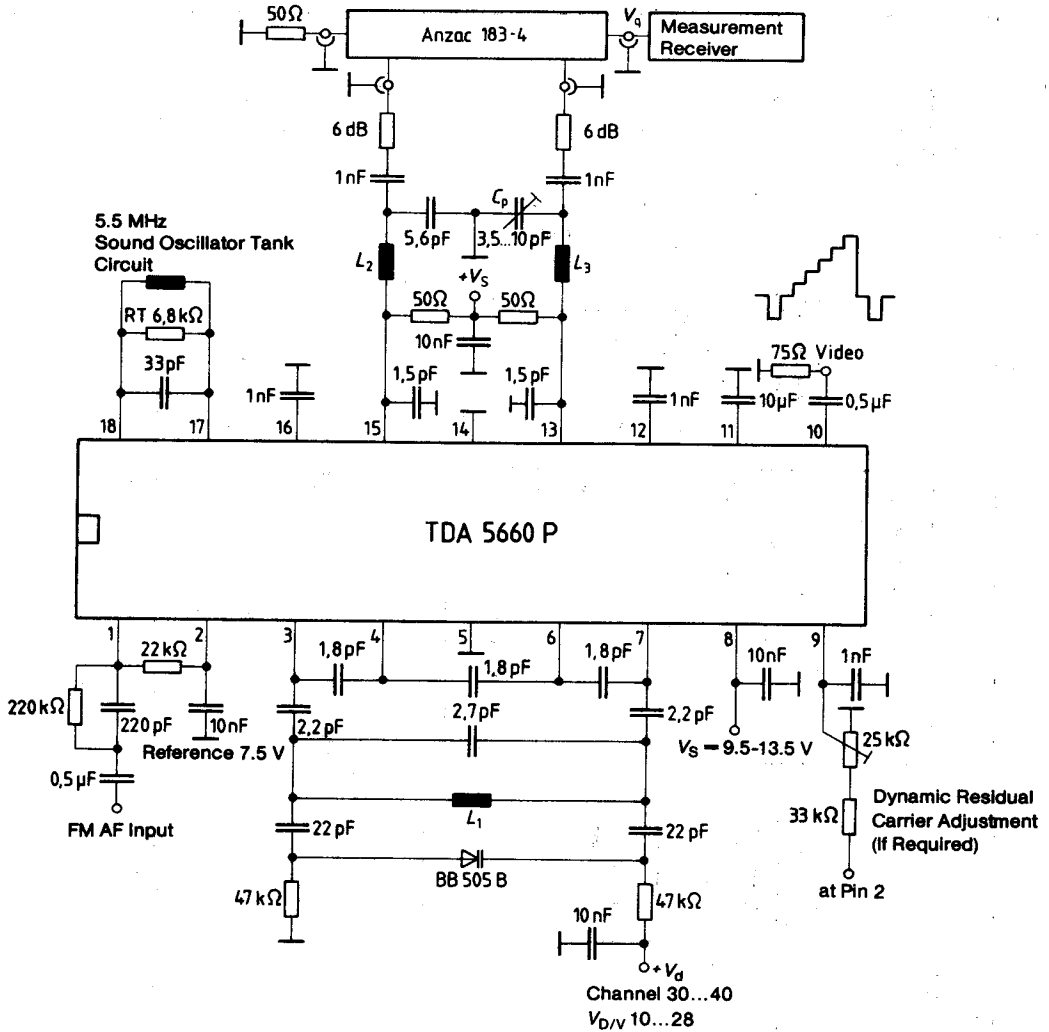 50Ω
Anzac 183-4
Vq
Measurement
Receiver
6 dB
6 dB
1nF
1nF
Cp
5,6pF
3,5...10pF
5.5 MHz
Sound Oscillator Tank
Circuit
L2
+VS
L3
RT 6,8kΩ
50Ω
50Ω
10nF
33pF
75Ω Video
1,5pF
1,5pF
1nF
1nF
10µF
0,5µF
18
17
16
15
14
13
12
11
10
TDA 5660 P
1
2
3
4
5
6
7
8
9
22kΩ
1,8pF
1,8pF
1,8pF
10nF
1nF
220kΩ
220pF
10nF
2,2pF
2,7pF
2,2pF
Reference 7.5 V
VS = 9.5-13.5 V
25kΩ
0,5µF
FM AF Input
L1
22pF
22pF
33kΩ
Dynamic Residual
Carrier Adjustment
(If Required)
BB 505 B
47kΩ
47kΩ
at Pin 2
10nF
+Vd
Channel 30...40
VD/V 10...28